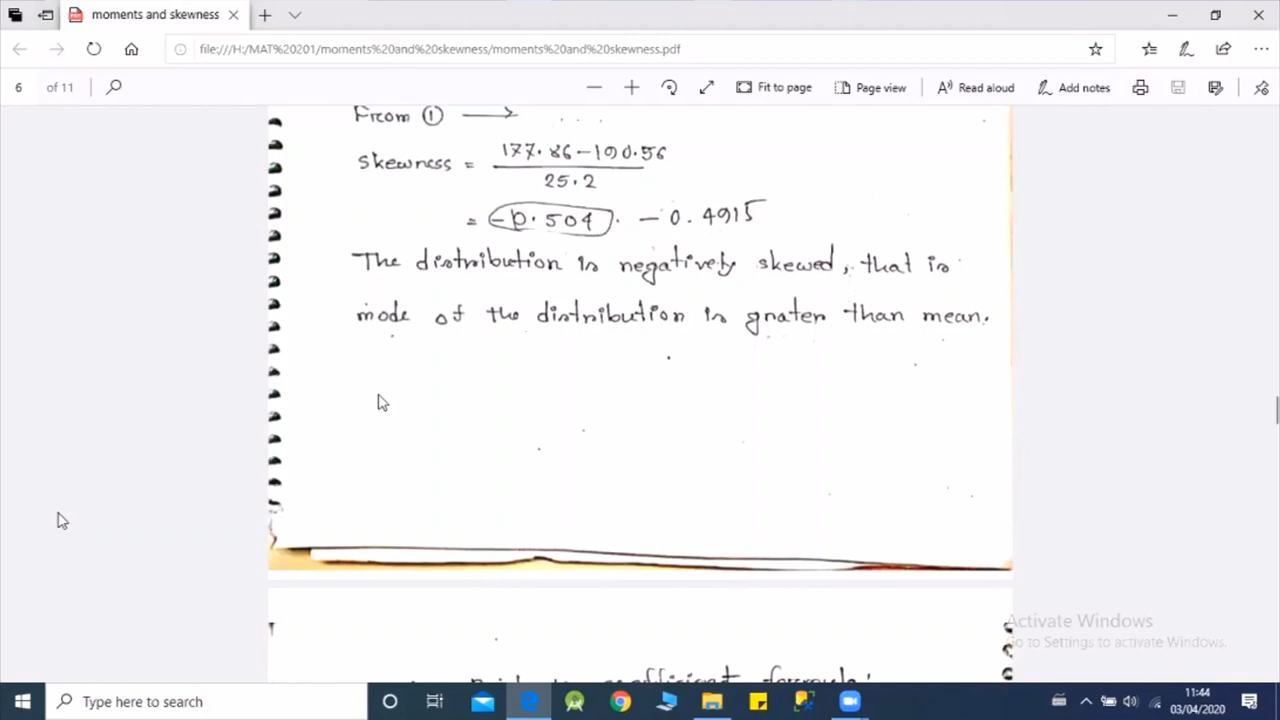 moments and skewness
file:///H:/MAT%20201/moments%20and%20skewness/moments%20and%20skewness.pdf
6 of 11
Fit to page
Page view
Read aloud
Add notes
From ① →
Skewness = 177.86-190.56
25.2
= -0.504. -0.4915
The distribution is negatively skewed, that is
mode of the distribution is grater than mean.
Activate Windows
Go to Settings to activate Windows.
coefficient formula:
Type here to search
11:44
03/04/2020